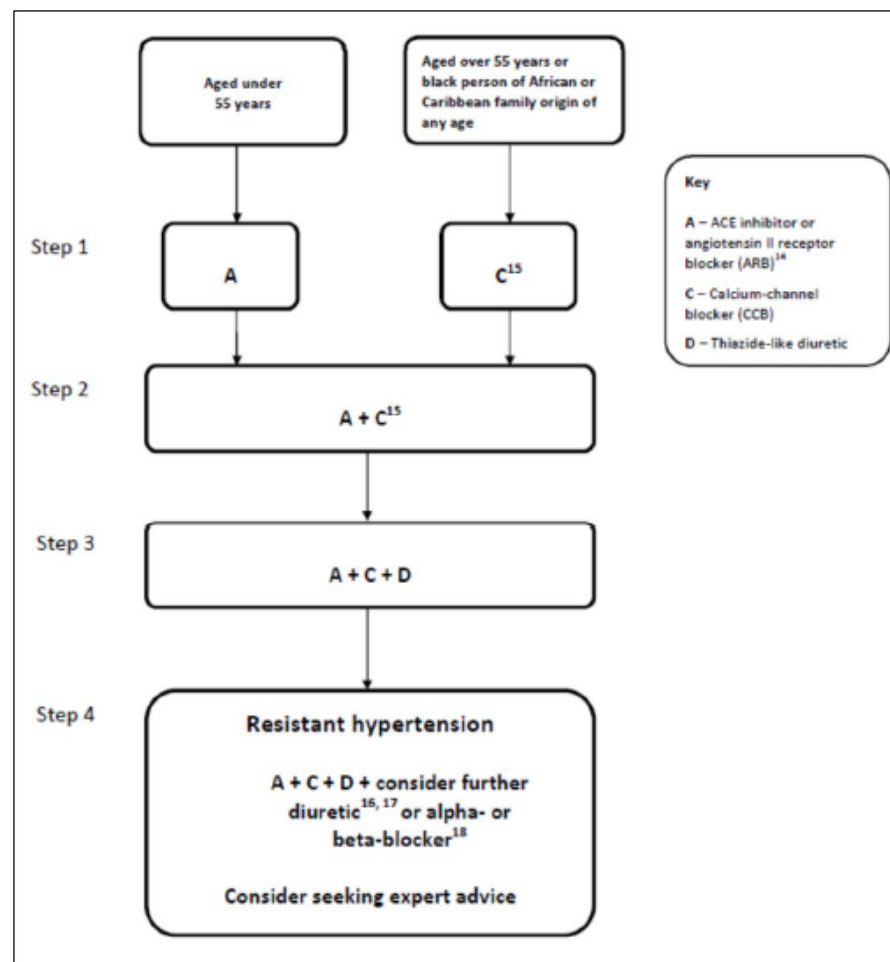 Aged under
55 years
Aged over 55 years or
black person of African or
Caribbean family origin of
any age
Key
A – ACE inhibitor or
angiotensin II receptor
blocker (ARB)14
C – Calcium-channel
blocker (CCB)
D – Thiazide-like diuretic
Step 1
A
C15
Step 2
A + C15
Step 3
A + C + D
Step 4
Resistant hypertension
A + C + D + consider further
diuretic16, 17 or alpha- or
beta-blocker18
Consider seeking expert advice